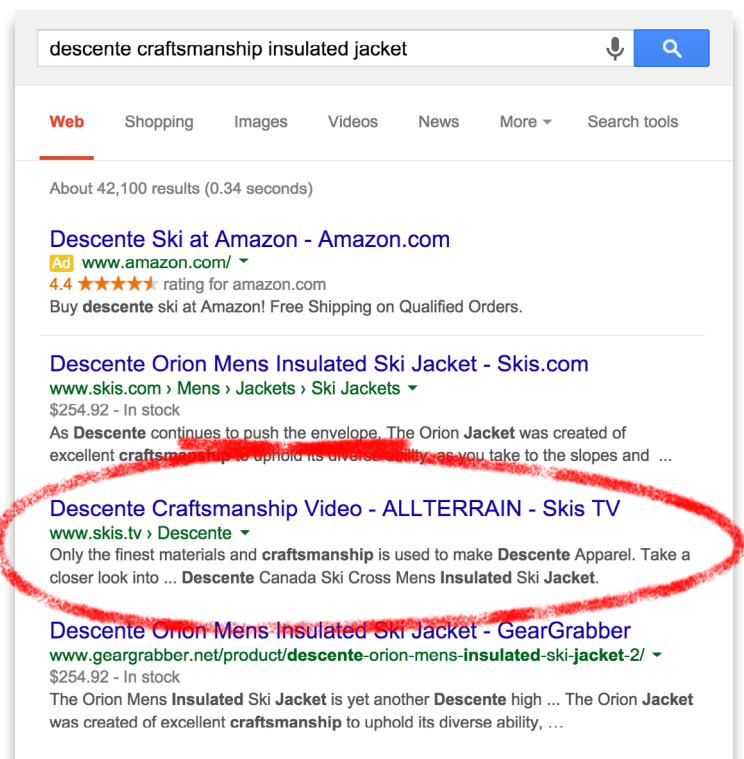 descente craftsmanship insulated jacket
Web Shopping Images Videos News More Search tools
About 42,100 results (0.34 seconds)
Descente Ski at Amazon - Amazon.com
Ad www.amazon.com/
4.4 rating for amazon.com
Buy descente ski at Amazon! Free Shipping on Qualified Orders.
Descente Orion Mens Insulated Ski Jacket - Skis.com
www.skis.com › Mens › Jackets › Ski Jackets
$254.92 - In stock
As Descente continues to push the envelope. The Orion Jacket was created of
excellent craftsmanship to uphold its diverse ability, as you take to the slopes and ...
Descente Craftsmanship Video - ALLTERRAIN - Skis TV
www.skis.tv › Descente
Only the finest materials and craftsmanship is used to make Descente Apparel. Take a
closer look into ... Descente Canada Ski Cross Mens Insulated Ski Jacket.
Descente Orion Mens Insulated Ski Jacket - GearGrabber
www.geargrabber.net/product/descente-orion-mens-insulated-ski-jacket-2/
$254.92 - In stock
The Orion Mens Insulated Ski Jacket is yet another Descente high ... The Orion Jacket
was created of excellent craftsmanship to uphold its diverse ability, ...